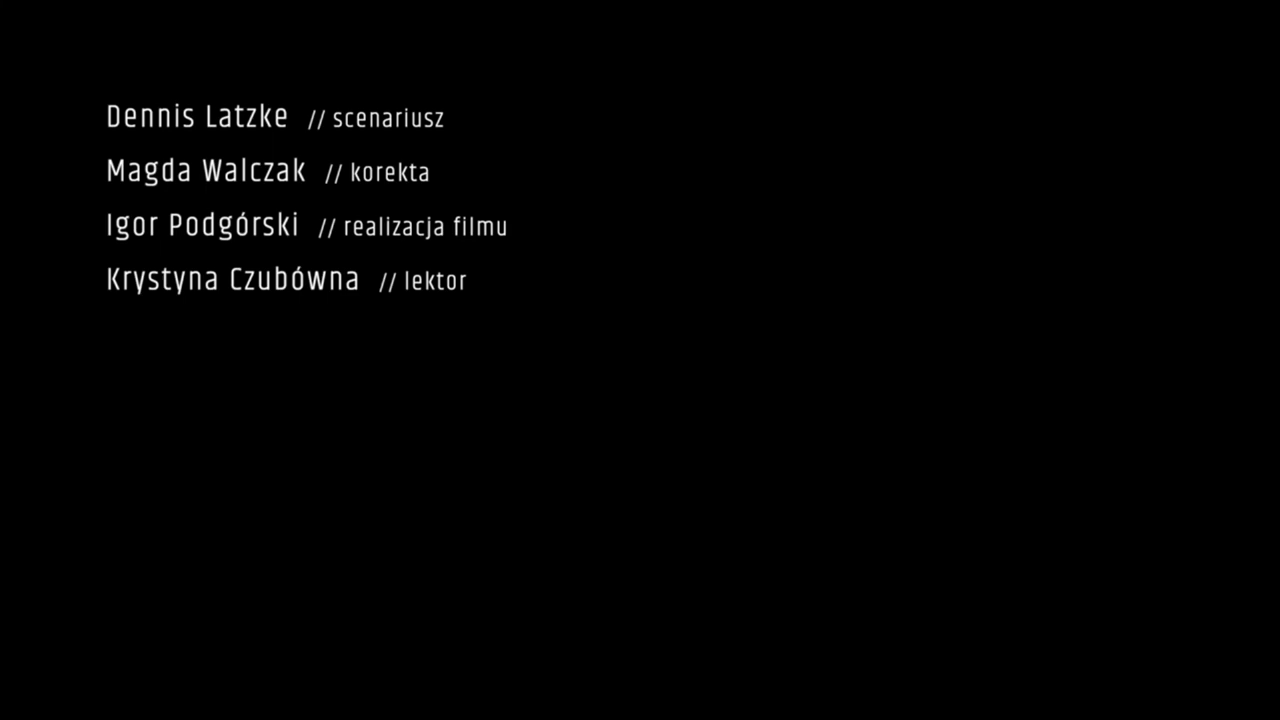 Dennis Latzke // scenariusz
Magda Walczak // korekta
Igor Podgórski // realizacja filmu
Krystyna Czubówna // lektor